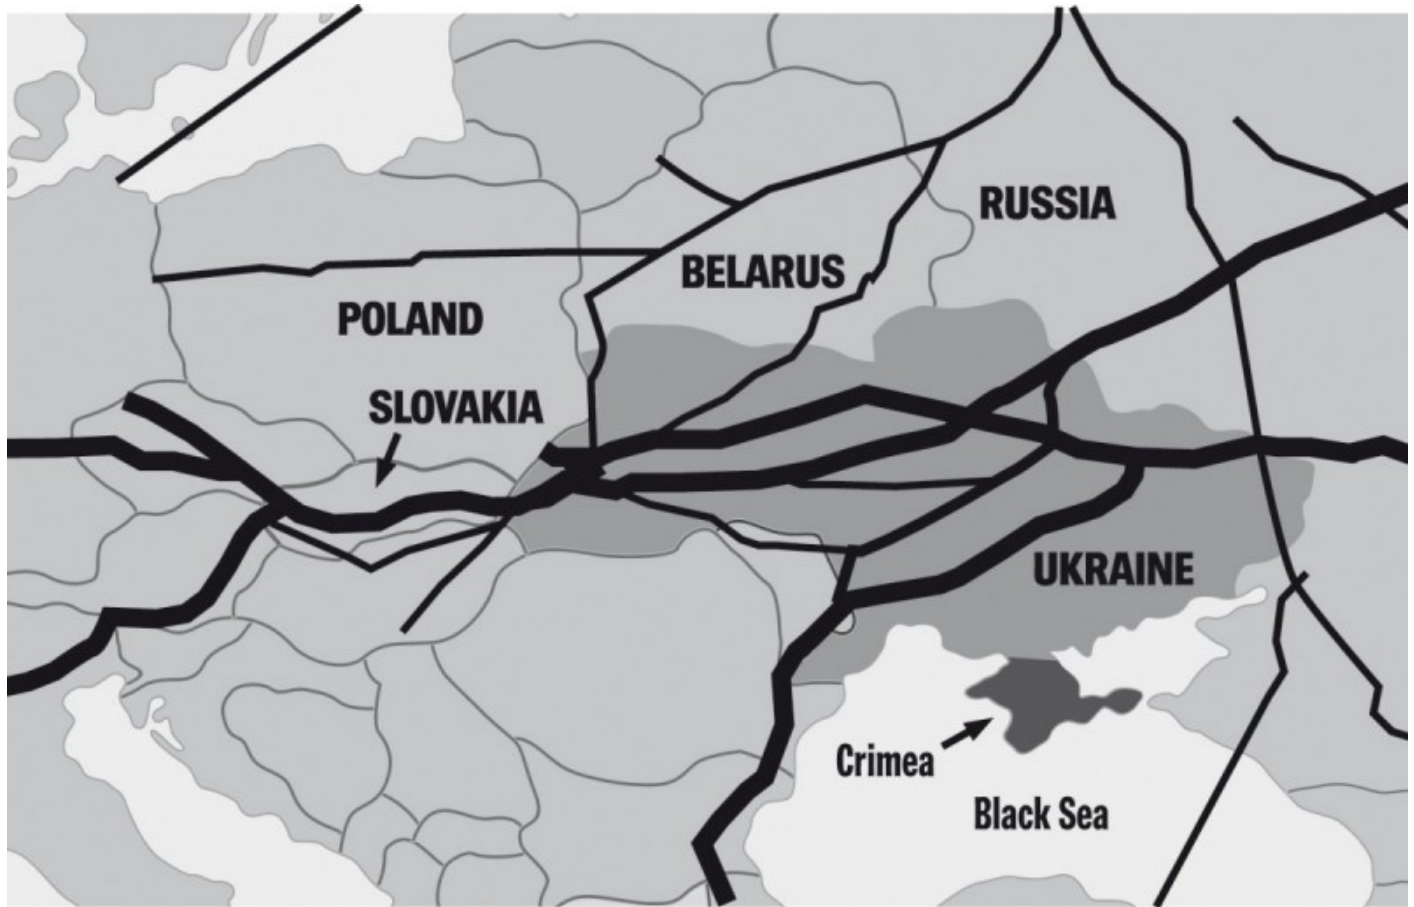 RUSSIA
BELARUS
POLAND
SLOVAKIA
UKRAINE
Crimea
Black Sea